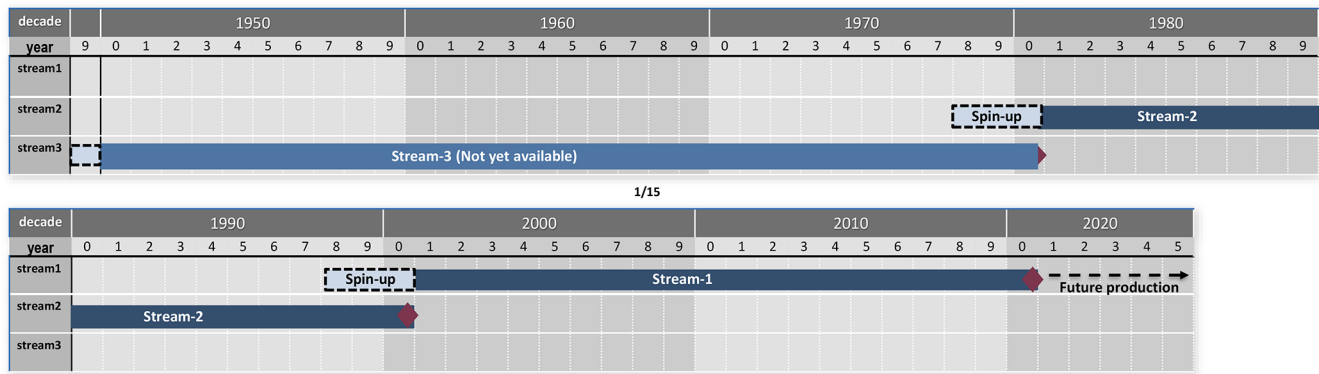 decade 1950 1960 1970 1980
year 9 0 1 2 3 4 5 6 7 8 9 0 1 2 3 4 5 6 7 8 9 0 1 2 3 4 5 6 7 8 9 0 1 2 3 4 5 6 7 8 9
stream1
stream2 Spin-up Stream-2
stream3 Stream-3 (Not yet available)
1/15
decade 1990 2000 2010 2020
year 0 1 2 3 4 5 6 7 8 9 0 1 2 3 4 5 6 7 8 9 0 1 2 3 4 5 6 7 8 9 0 1 2 3 4 5
stream1 Spin-up Stream-1
Future production
stream2 Stream-2
stream3